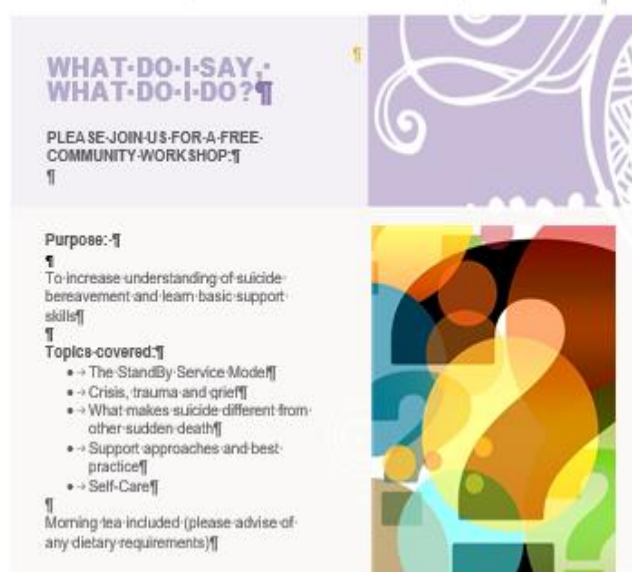 WHAT DO I SAY,
WHAT DO I DO?¶
¶
PLEASE JOIN US FOR A FREE
COMMUNITY WORKSHOP:¶
¶
Purpose: ¶
¶
To increase understanding of suicide
bereavement and learn basic support
skills¶
¶
Topics covered:¶
• → The StandBy Service Model¶
• → Crisis, trauma and grief¶
• → What makes suicide different from
other sudden death¶
• → Support approaches and best
practice¶
• → Self-Care¶
¶
Morning tea included (please advise of
any dietary requirements)¶